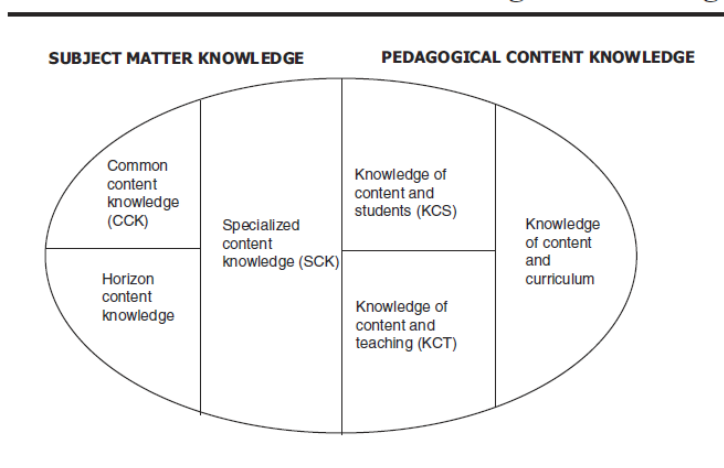 SUBJECT MATTER KNOWLEDGE
PEDAGOGICAL CONTENT KNOWLEDGE
Common
content
knowledge
(CCK)
Horizon
content
knowledge
Specialized
content
knowledge (SCK)
Knowledge of
content and
students (KCS)
Knowledge of
content and
teaching (KCT)
Knowledge
of content
and
curriculum